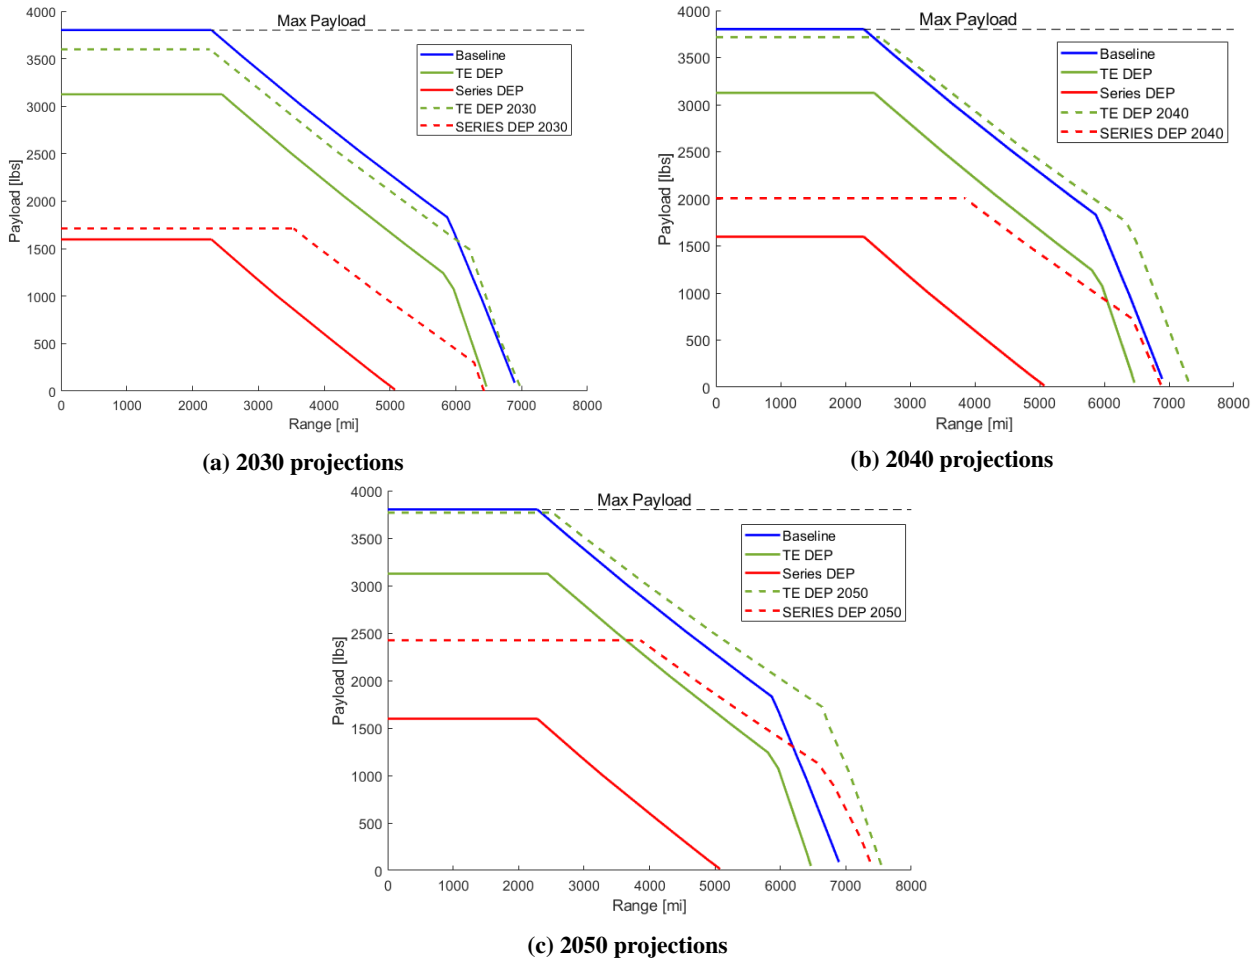 Max Payload
4000
3500
3000
2500
2000
1500
1000
500
0
Payload [lbs]
Baseline
TE DEP
Series DEP
TE DEP 2030
SERIES DEP 2030
0 1000 2000 3000 4000 5000 6000 7000 8000
Range [mi]
(a) 2030 projections
Max Payload
4000
3500
3000
2500
2000
1500
1000
500
0
Payload [lbs]
Baseline
TE DEP
Series DEP
TE DEP 2040
SERIES DEP 2040
0 1000 2000 3000 4000 5000 6000 7000 8000
Range [mi]
(b) 2040 projections
Max Payload
4000
3500
3000
2500
2000
1500
1000
500
0
Payload [lbs]
Baseline
TE DEP
Series DEP
TE DEP 2050
SERIES DEP 2050
0 1000 2000 3000 4000 5000 6000 7000 8000
Range [mi]
(c) 2050 projections